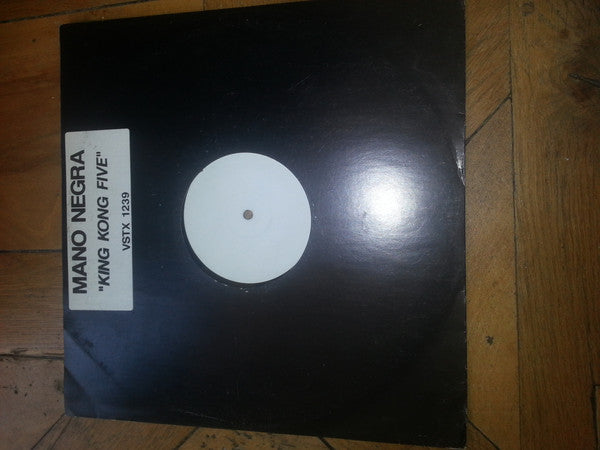 MANO NEGRA
"KING KONG FIVE"
VSTX 1239